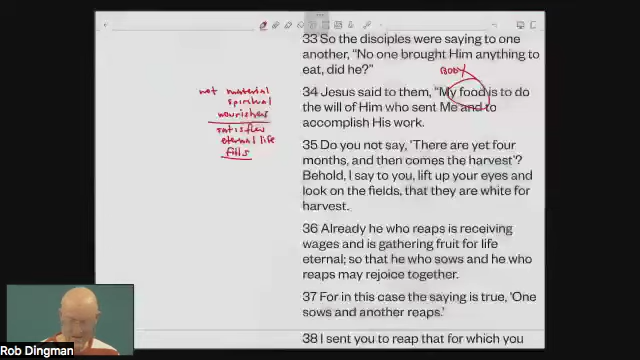 33 So the disciples were saying to one
another, "No one brought Him anything to
eat, did he?"
BODY
34 Jesus said to them, "My food is to do
the will of Him who sent Me and to
accomplish His work.
not material
spiritual
nourishes
satisfies
eternal life
fills
35 Do you not say, 'There are yet four
months, and then comes the harvest'?
Behold, I say to you, lift up your eyes and
look on the fields, that they are white for
harvest.
36 Already he who reaps is receiving
wages and is gathering fruit for life
eternal; so that he who sows and he who
reaps may rejoice together.
37 For in this case the saying is true, 'One
sows and another reaps.'
38 I sent you to reap that for which you
Rob Dingman